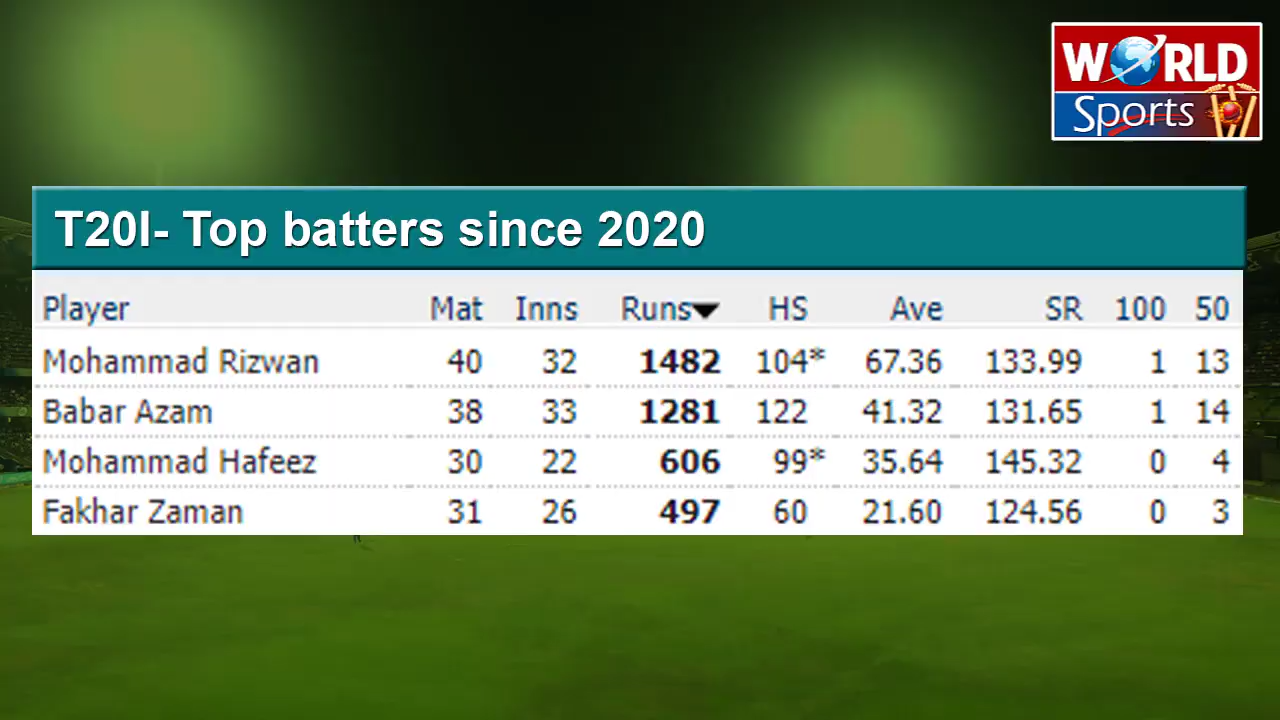 WORLD
Sports
T20I- Top batters since 2020
Player Mat Inns Runs▼ HS Ave SR 100 50
Mohammad Rizwan 40 32 1482 104* 67.36 133.99 1 13
Babar Azam 38 33 1281 122 41.32 131.65 1 14
Mohammad Hafeez 30 22 606 99* 35.64 145.32 0 4
Fakhar Zaman 31 26 497 60 21.60 124.56 0 3